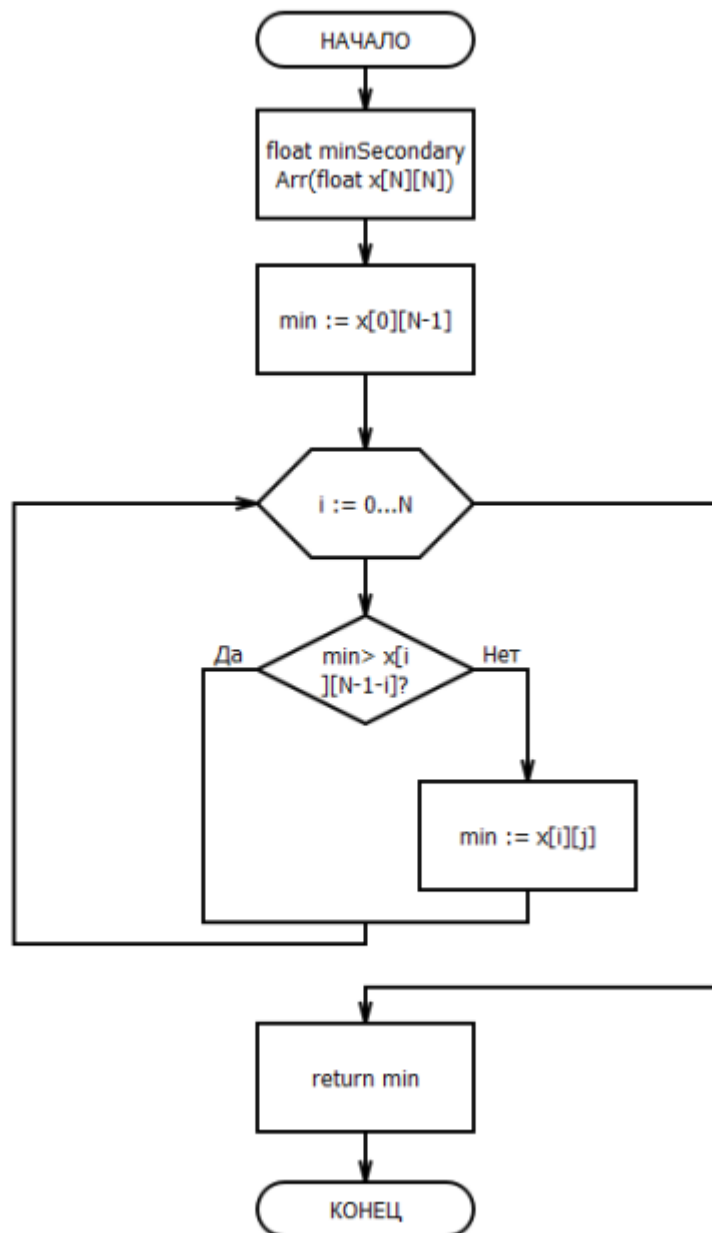 НАЧАЛО
float minSecondary
Arr(float x[N][N])
min := x[0][N-1]
i := 0...N
Да
min> x[i
][N-1-i]?
Нет
min := x[i][j]
return min
КОНЕЦ